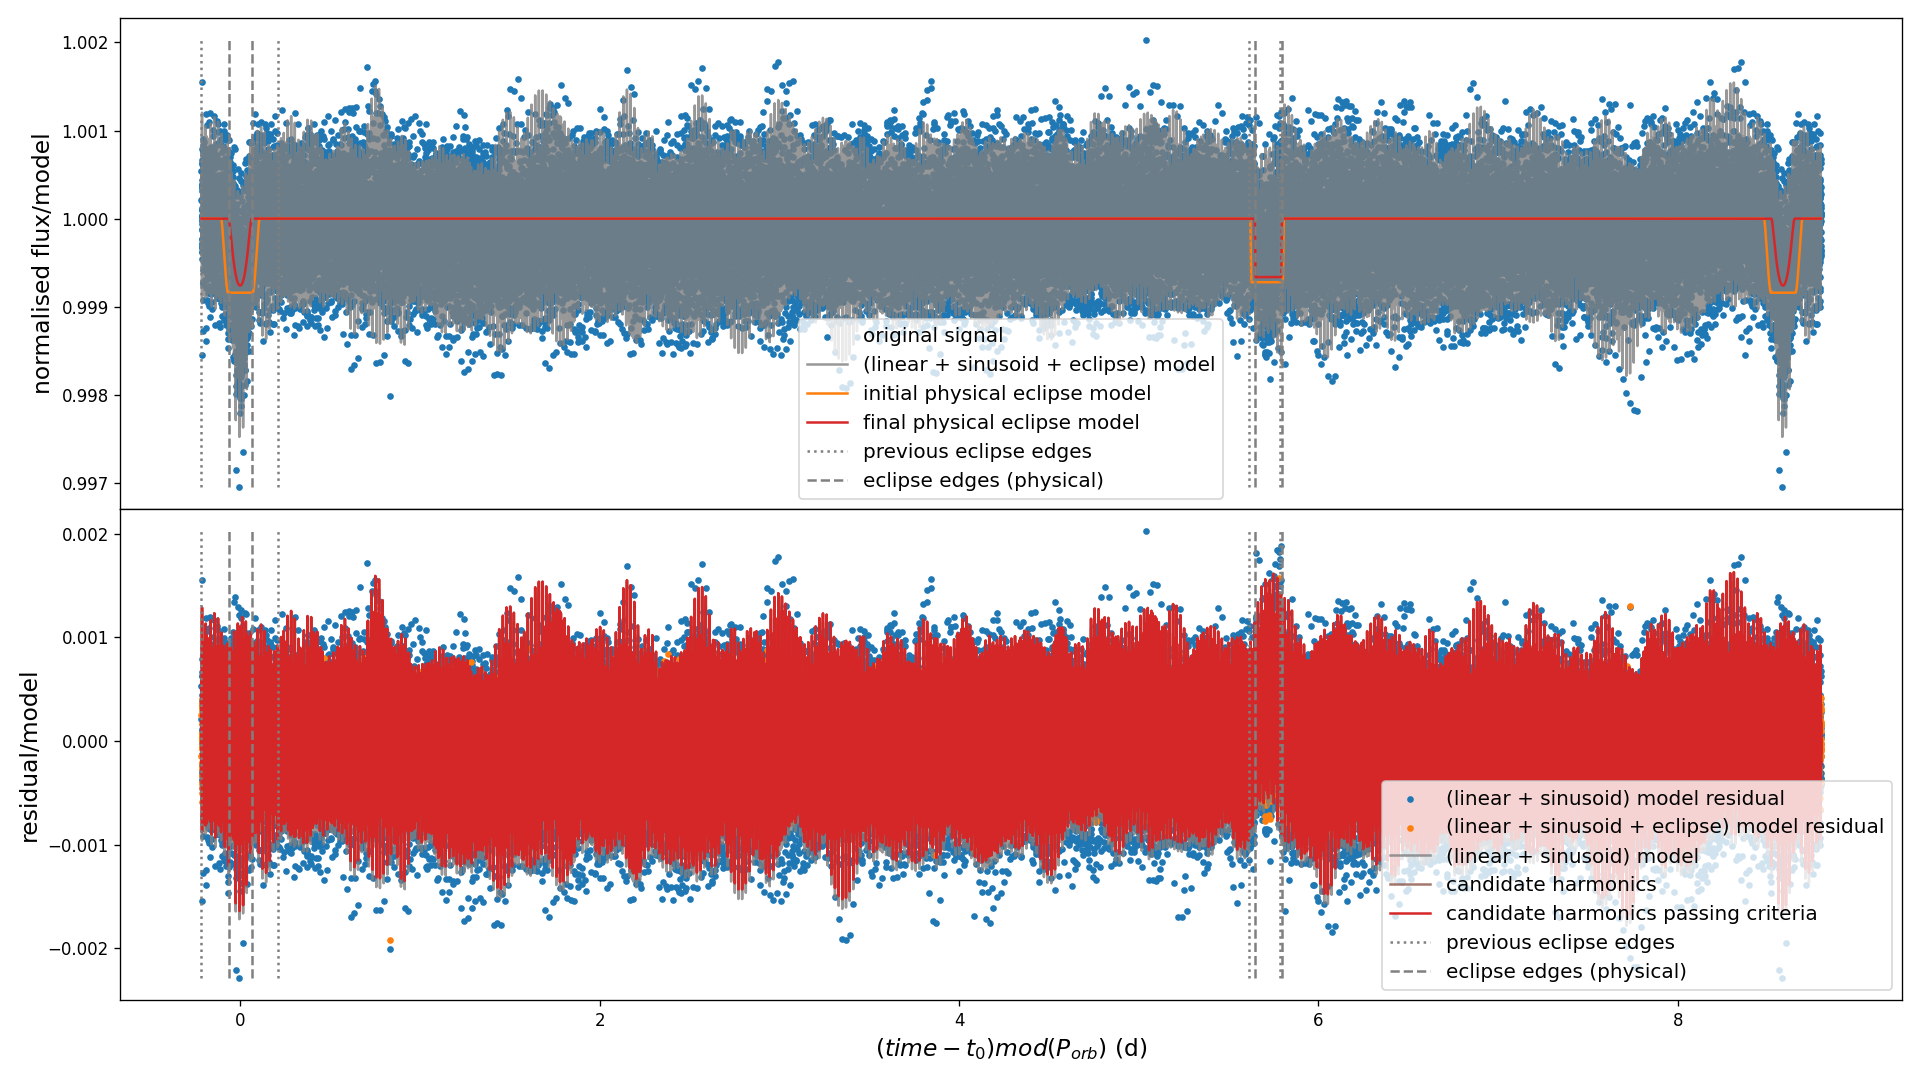 normalised flux/model
1.002
1.001
1.000
0.999
0.998
0.997
original signal
(linear + sinusoid + eclipse) model
initial physical eclipse model
final physical eclipse model
previous eclipse edges
eclipse edges (physical)
residual/model
0.002
0.001
0.000
−0.001
−0.002
(linear + sinusoid) model residual
(linear + sinusoid + eclipse) model residual
(linear + sinusoid) model
candidate harmonics
candidate harmonics passing criteria
previous eclipse edges
eclipse edges (physical)
0 2 4 6 8
(time − t₀)mod(Pₒᵣᵦ) (d)